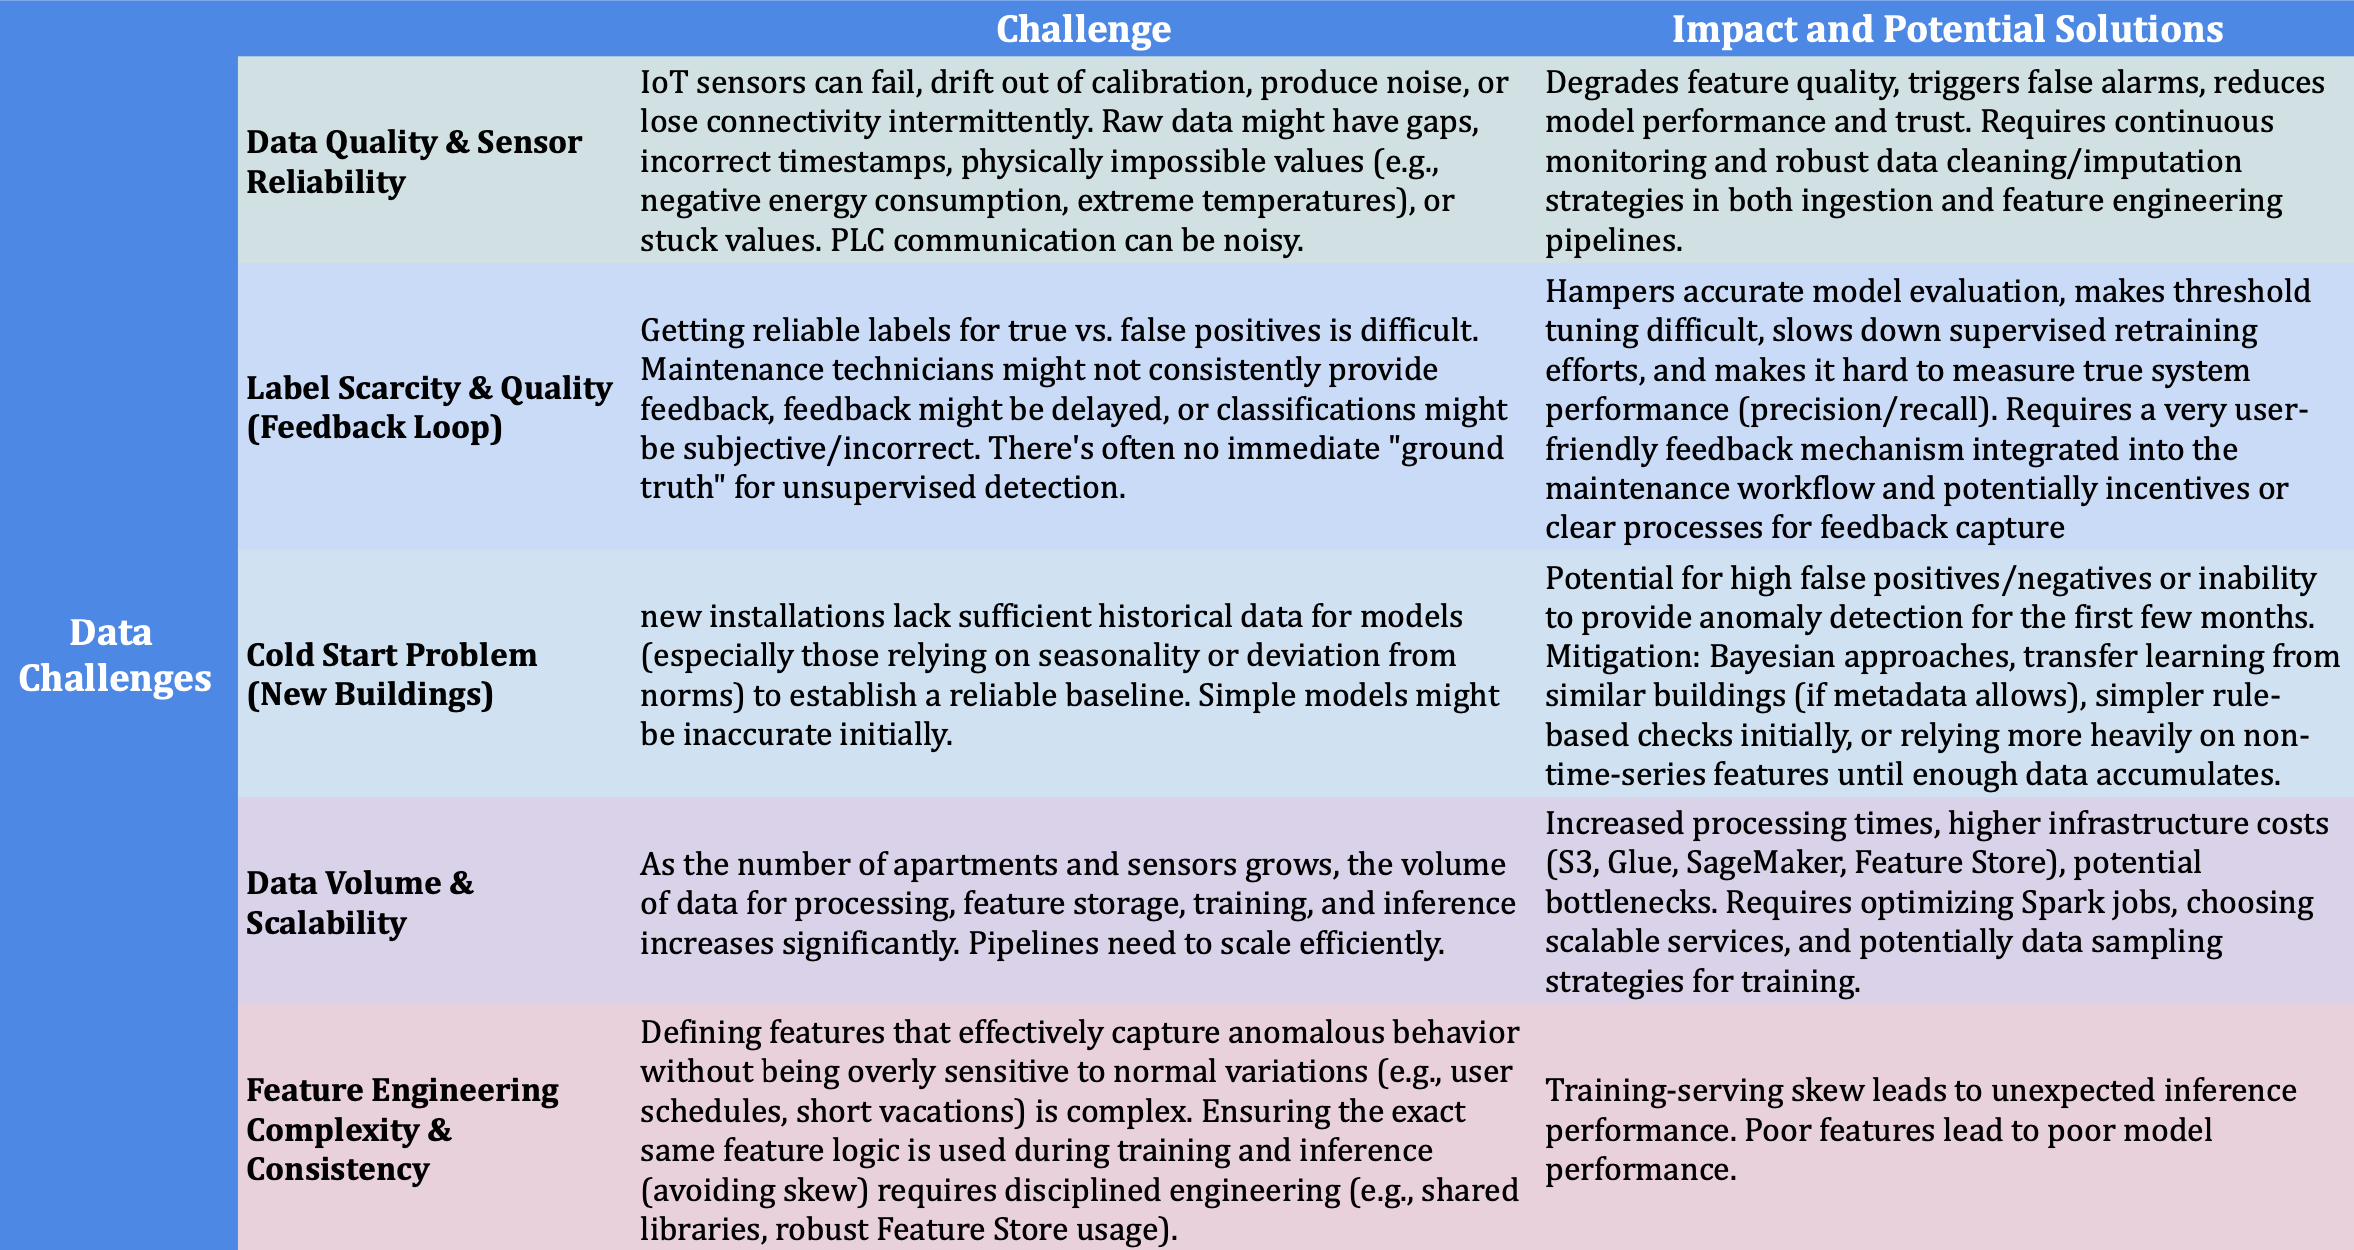 Challenge
Impact and Potential Solutions
Data
Challenges
Data Quality & Sensor
Reliability
IoT sensors can fail, drift out of calibration, produce noise, or
lose connectivity intermittently. Raw data might have gaps,
incorrect timestamps, physically impossible values (e.g.,
negative energy consumption, extreme temperatures), or
stuck values. PLC communication can be noisy.
Degrades feature quality, triggers false alarms, reduces
model performance and trust. Requires continuous
monitoring and robust data cleaning/imputation
strategies in both ingestion and feature engineering
pipelines.
Label Scarcity & Quality
(Feedback Loop)
Getting reliable labels for true vs. false positives is difficult.
Maintenance technicians might not consistently provide
feedback, feedback might be delayed, or classifications might
be subjective/incorrect. There's often no immediate "ground
truth" for unsupervised detection.
Hampers accurate model evaluation, makes threshold
tuning difficult, slows down supervised retraining
efforts, and makes it hard to measure true system
performance (precision/recall). Requires a very user-
friendly feedback mechanism integrated into the
maintenance workflow and potentially incentives or
clear processes for feedback capture
Cold Start Problem
(New Buildings)
new installations lack sufficient historical data for models
(especially those relying on seasonality or deviation from
norms) to establish a reliable baseline. Simple models might
be inaccurate initially.
Potential for high false positives/negatives or inability
to provide anomaly detection for the first few months.
Mitigation: Bayesian approaches, transfer learning from
similar buildings (if metadata allows), simpler rule-
based checks initially, or relying more heavily on non-
time-series features until enough data accumulates.
Data Volume &
Scalability
As the number of apartments and sensors grows, the volume
of data for processing, feature storage, training, and inference
increases significantly. Pipelines need to scale efficiently.
Increased processing times, higher infrastructure costs
(S3, Glue, SageMaker, Feature Store), potential
bottlenecks. Requires optimizing Spark jobs, choosing
scalable services, and potentially data sampling
strategies for training.
Feature Engineering
Complexity &
Consistency
Defining features that effectively capture anomalous behavior
without being overly sensitive to normal variations (e.g., user
schedules, short vacations) is complex. Ensuring the exact
same feature logic is used during training and inference
(avoiding skew) requires disciplined engineering (e.g., shared
libraries, robust Feature Store usage).
Training-serving skew leads to unexpected inference
performance. Poor features lead to poor model
performance.